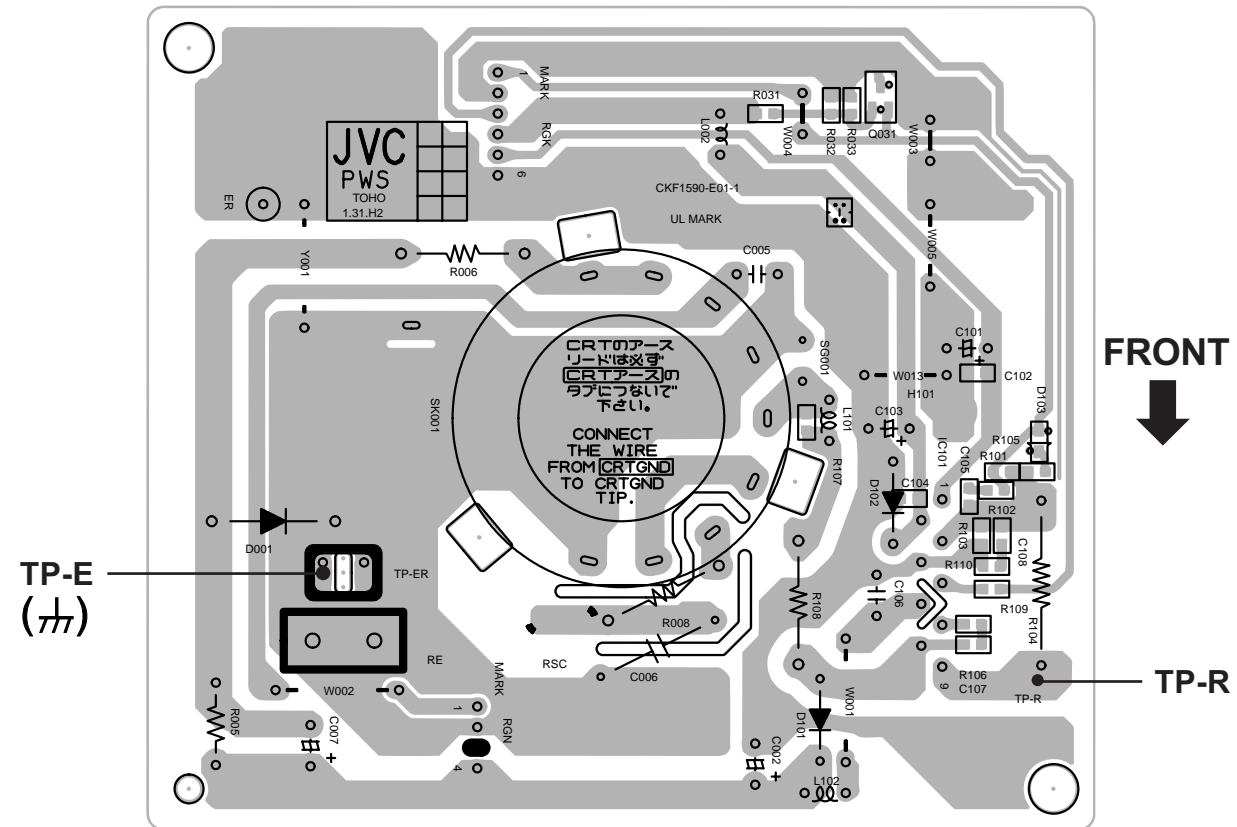 MARK
1
RGK
6
L002
R031
W004
R032
R033
Q031
W003
JVC
PWS
TOHO
1.31.H2
ER
CKF1590-E01-1
UL MARK
W005
Y001
R006
C005
SG001
C101
+
W013
C102
H101
FRONT
SK001
CRTのアース
リードは必ず
CRTアースの
タブにつないで
下さい。
CONNECT
THE WIRE
FROM CRTGND
TO CRTGND
TIP.
L101
R107
C103
+
D103
R105
IC101
R101
C105
1
D102
C104
R102
R103
C108
D001
TP-E
TP-ER
R110
C106
R109
R104
R108
R008
RE
RSC
C006
MARK
W002
1
RGN
4
R005
C007
+
W001
D101
C002
+
L102
9
R106
C107
TP-R
TP-R